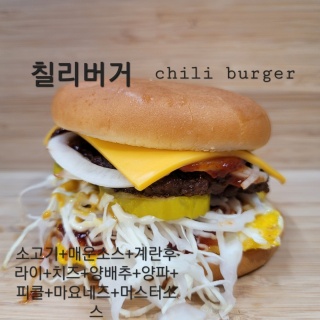 칠리버거 chili burger
소고기+매운소스+계란후
라이+치즈+양배추+양파+
피클+마요네즈+머스터쏘
스